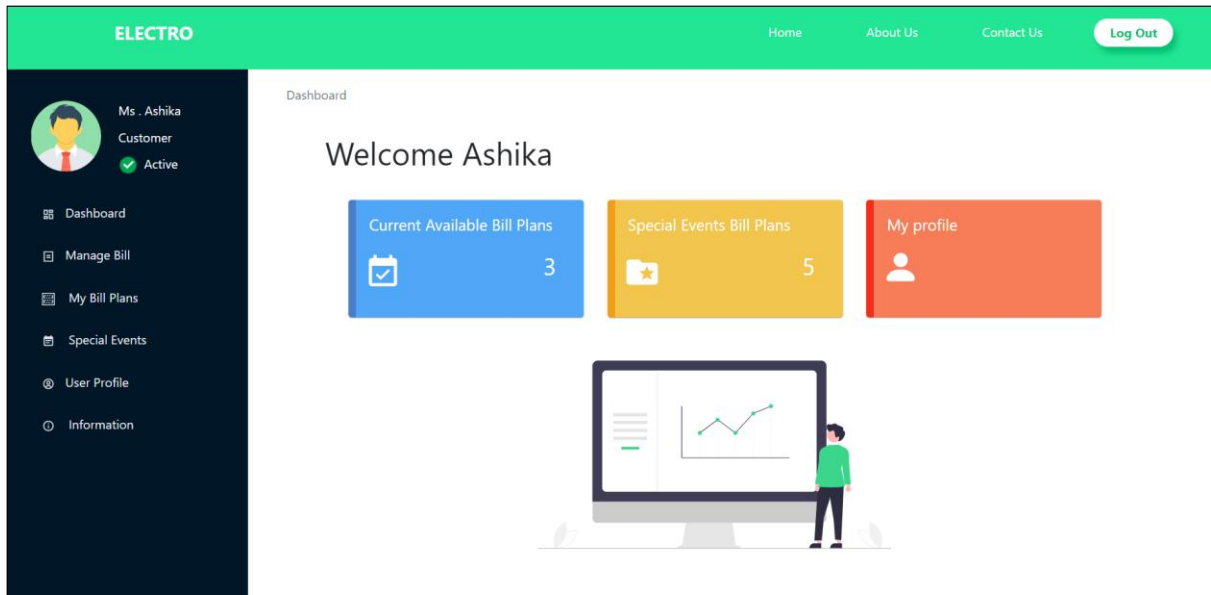 ELECTRO
Home
About Us
Contact Us
Log Out
Ms . Ashika
Customer
Active
Dashboard
Manage Bill
My Bill Plans
Special Events
User Profile
Information
Dashboard
Welcome Ashika
Current Available Bill Plans
3
Special Events Bill Plans
5
My profile